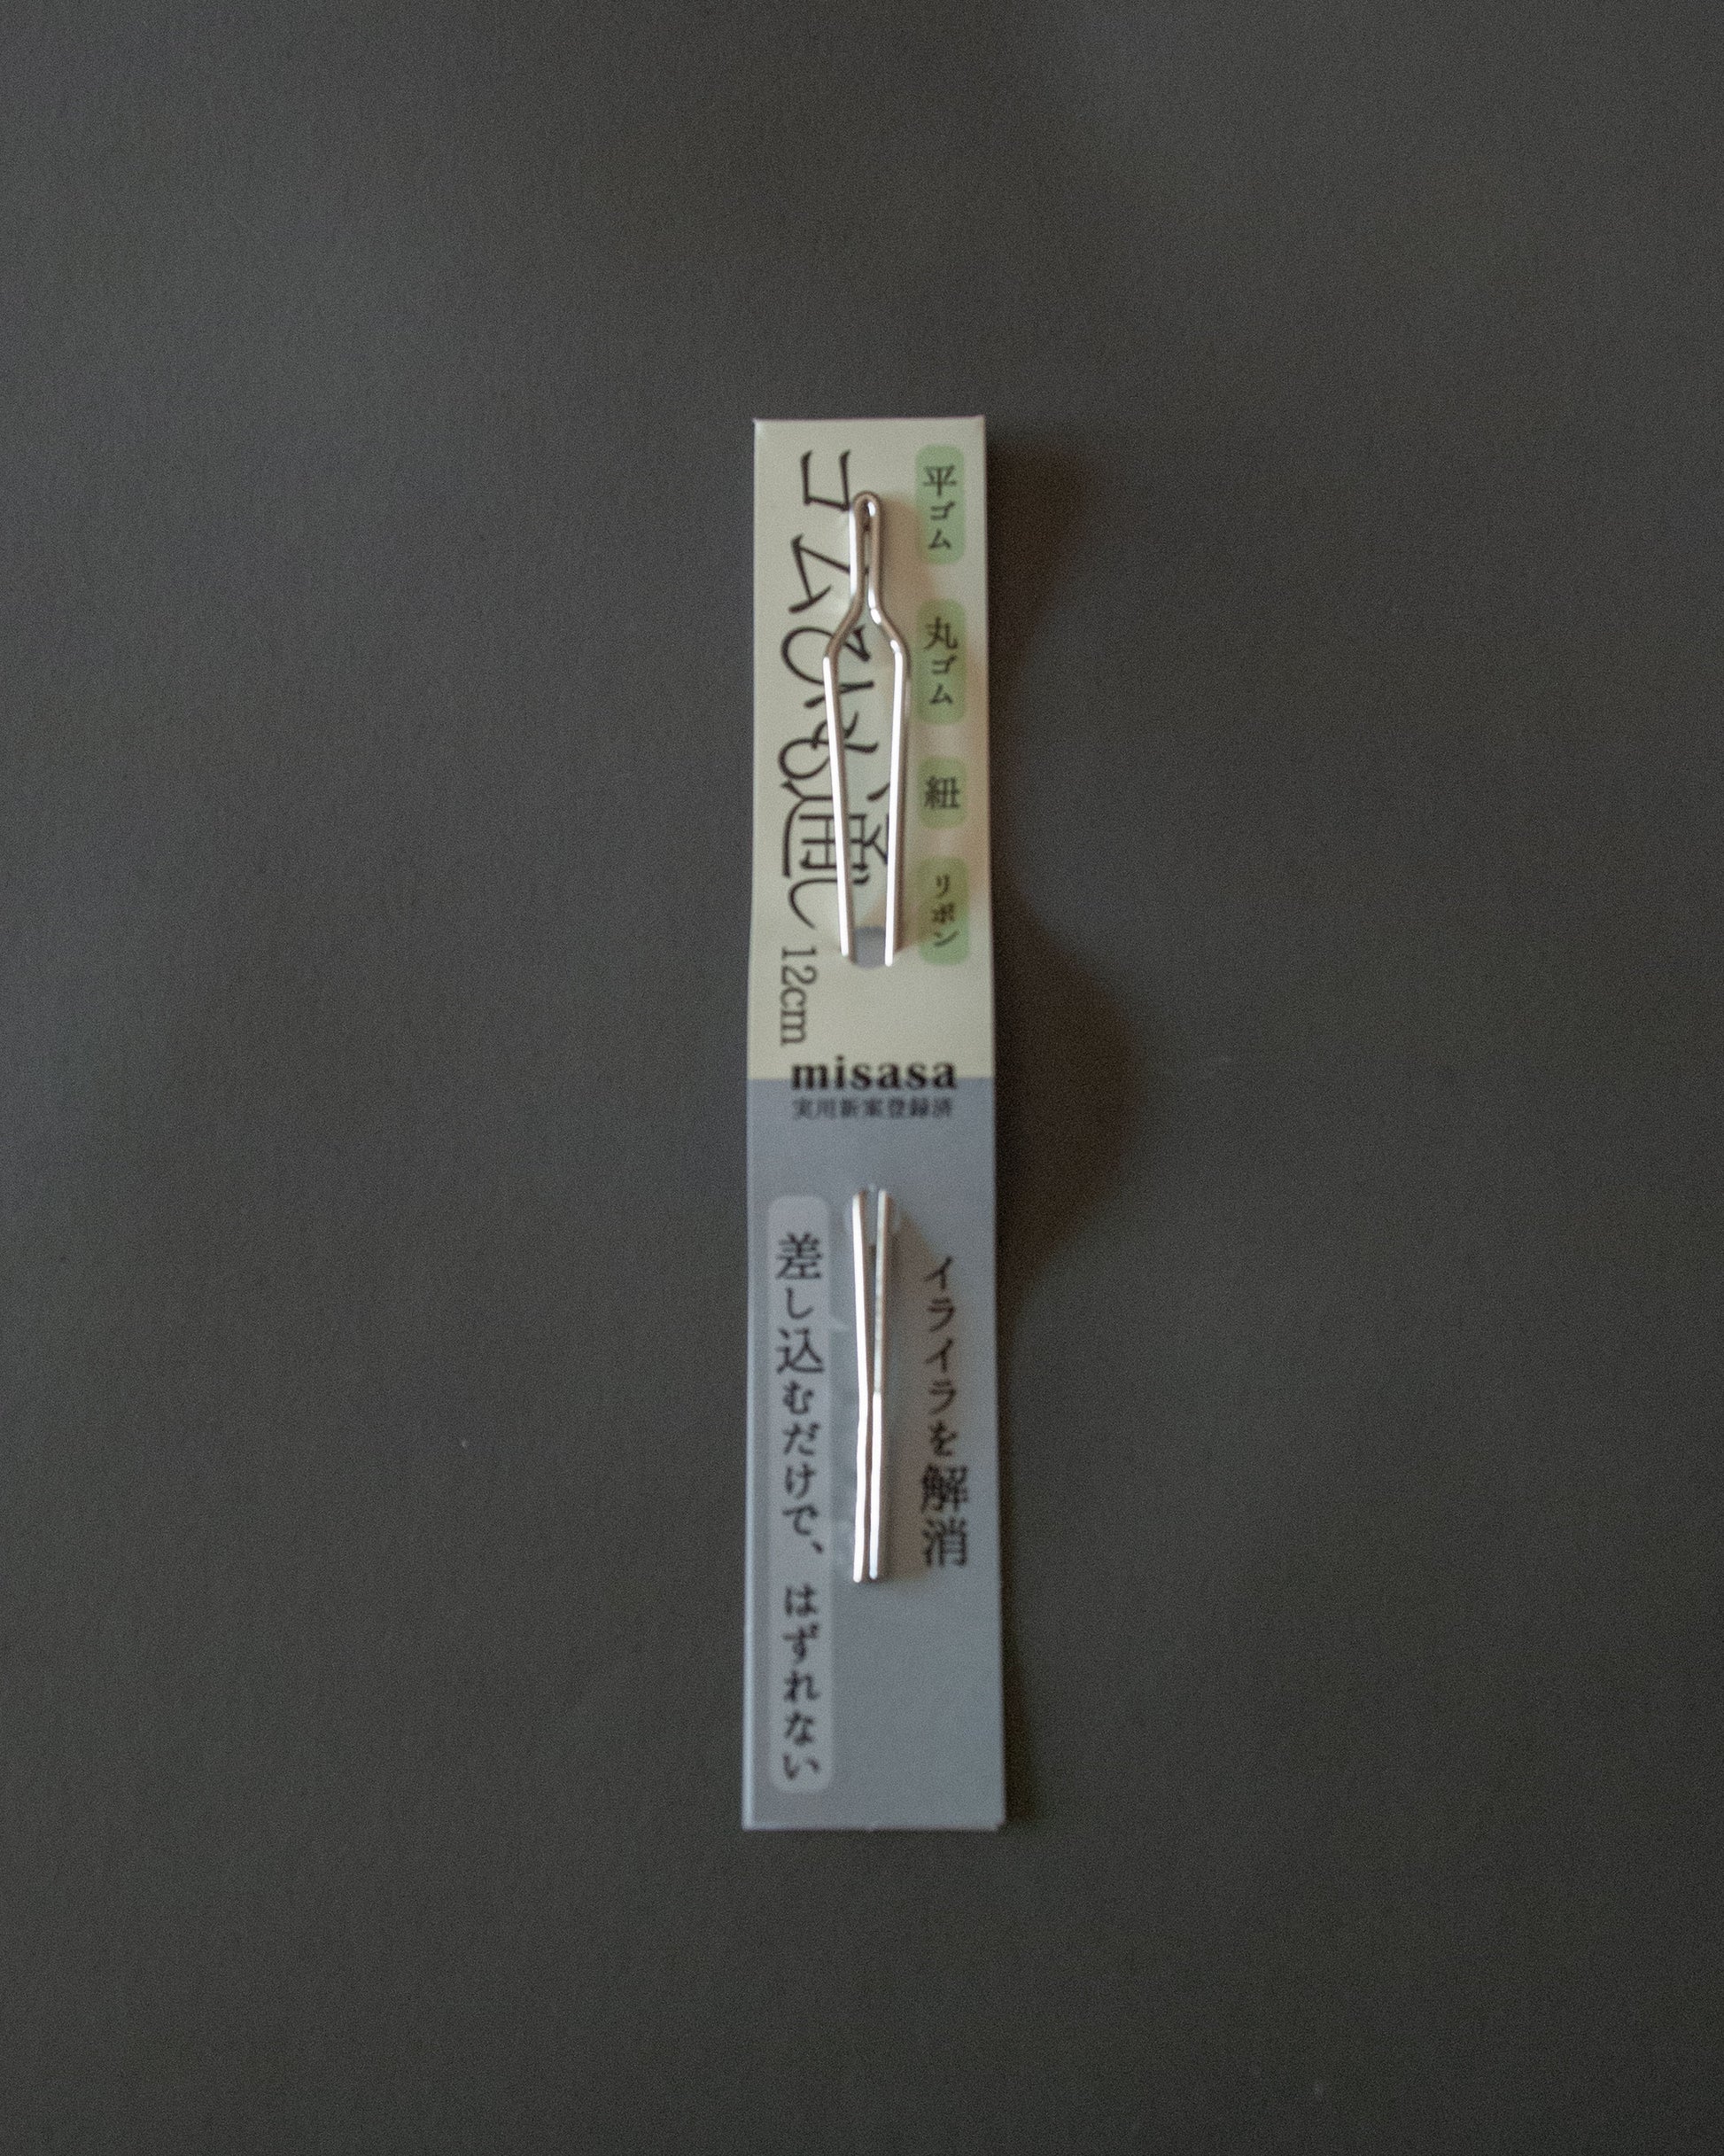 平ゴム
丸ゴム
紐
リボン
ゴムひも通し 12cm
misasa
実用新案登録済
イライラを解消
差し込むだけで、はずれない